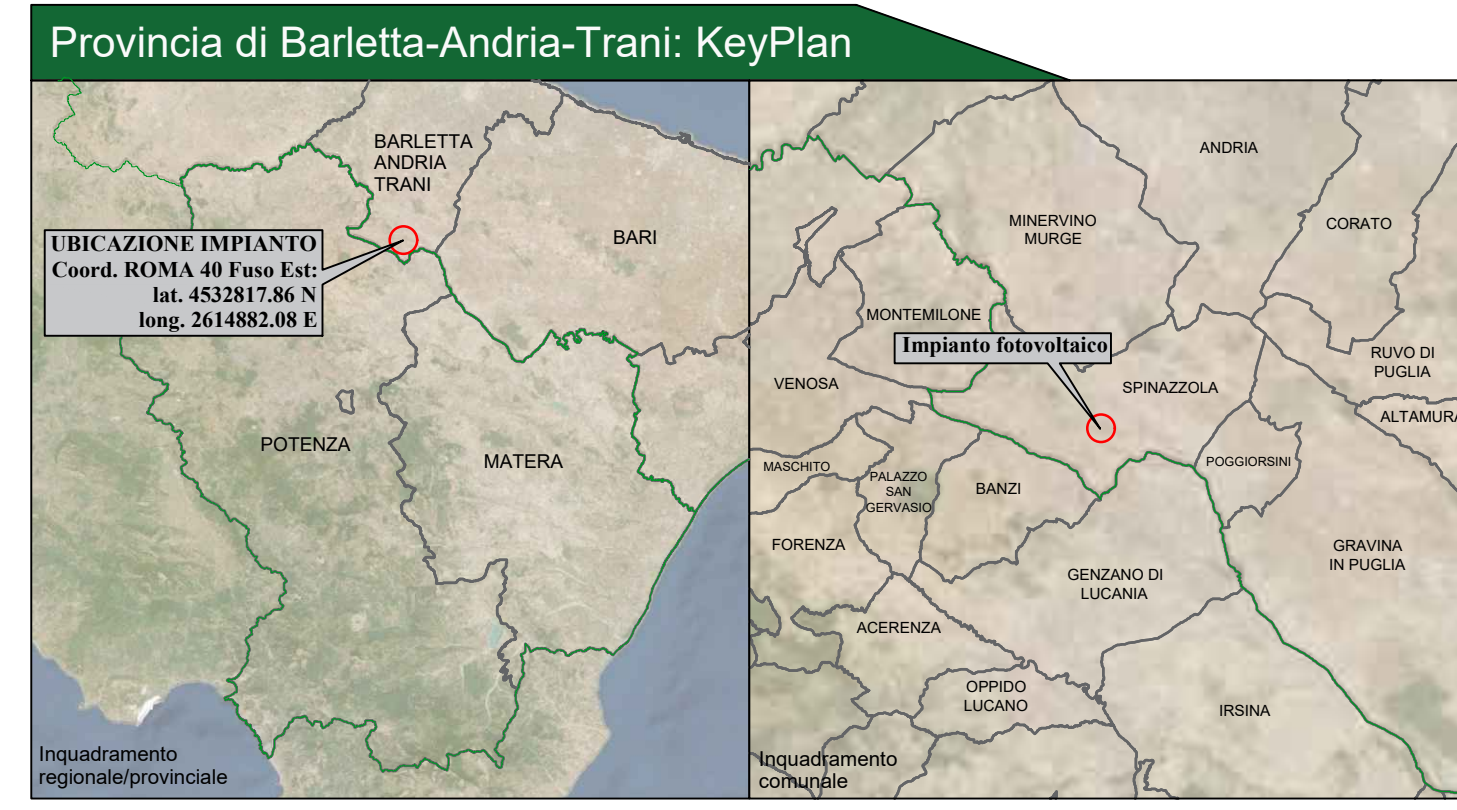 Provincia di Barletta-Andria-Trani: KeyPlan
BARLETTA
ANDRIA
TRANI
BARI
UBICAZIONE IMPIANTO
Coord. ROMA 40 Fuso Est:
lat. 4532817.86 N
long. 2614882.08 E
POTENZA
MATERA
Inquadramento
regionale/provinciale
ANDRIA
MINERVINO
MURGE
CORATO
MONTEMILONE
Impianto fotovoltaico
RUVO DI
PUGLIA
VENOSA
SPINAZZOLA
ALTAMURA
MASCHITO
PALAZZO
SAN
GERVASIO
BANZI
POGGIORSINI
FORENZA
GRAVINA
IN PUGLIA
GENZANO DI
LUCANIA
ACERENZA
OPPIDO
LUCANO
IRSINA
Inquadramento
comunale